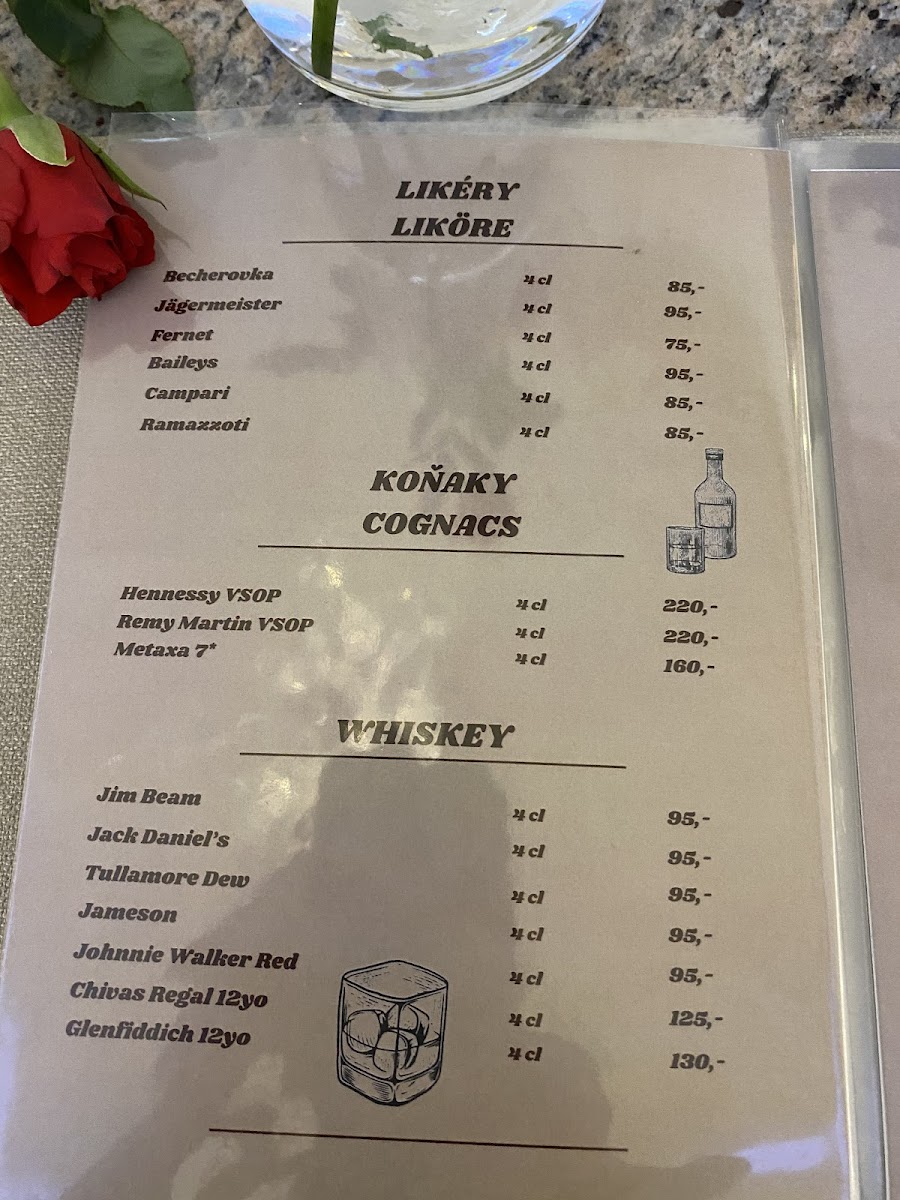 LIKÉRY
LIKÖRE
Becherovka 4 cl 85,-
Jägermeister 4 cl 95,-
Fernet 4 cl 75,-
Baileys 4 cl 95,-
Campari 4 cl 85,-
Ramazzoti 4 cl 85,-
KOŇAKY
COGNACS
Hennessy VSOP 4 cl 220,-
Remy Martin VSOP 4 cl 220,-
Metaxa 7* 4 cl 160,-
WHISKEY
Jim Beam 4 cl 95,-
Jack Daniel's 4 cl 95,-
Tullamore Dew 4 cl 95,-
Jameson 4 cl 95,-
Johnnie Walker Red 4 cl 95,-
Chivas Regal 12yo 4 cl 125,-
Glenfiddich 12yo 4 cl 130,-